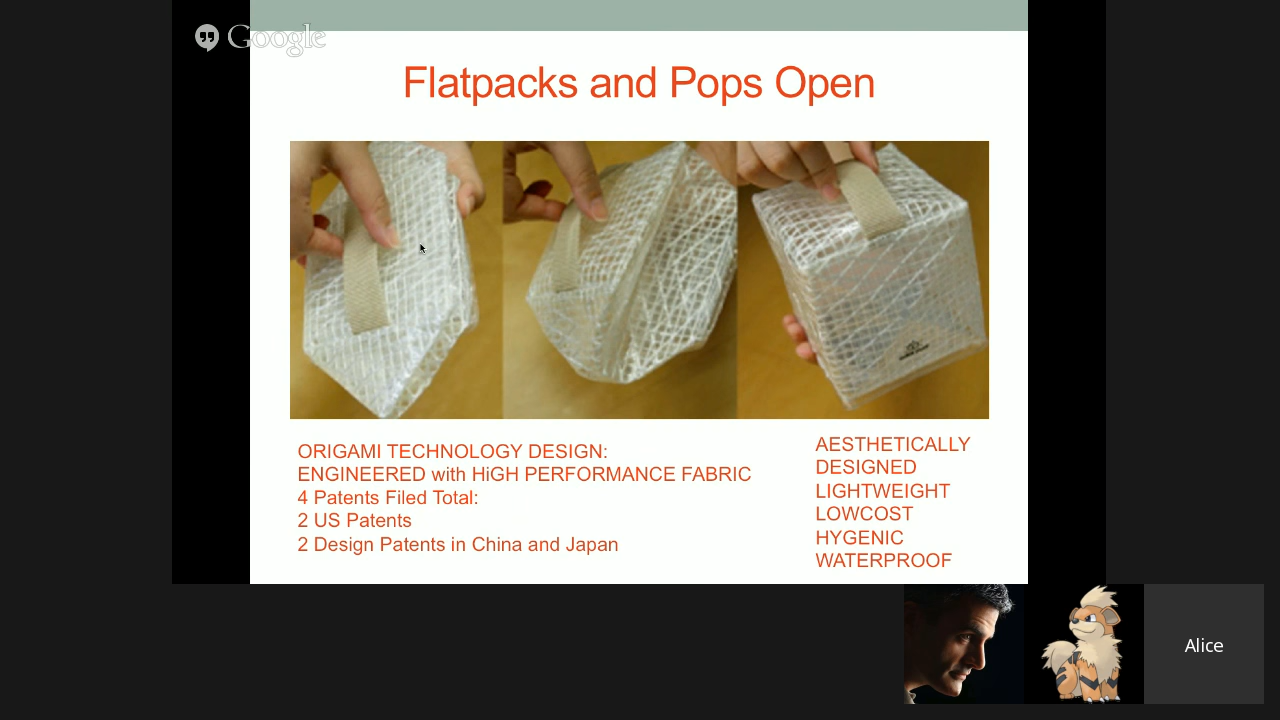 Google
Flatpacks and Pops Open
ORIGAMI TECHNOLOGY DESIGN:
ENGINEERED with HiGH PERFORMANCE FABRIC
4 Patents Filed Total:
2 US Patents
2 Design Patents in China and Japan
AESTHETICALLY
DESIGNED
LIGHTWEIGHT
LOWCOST
HYGENIC
WATERPROOF
Alice